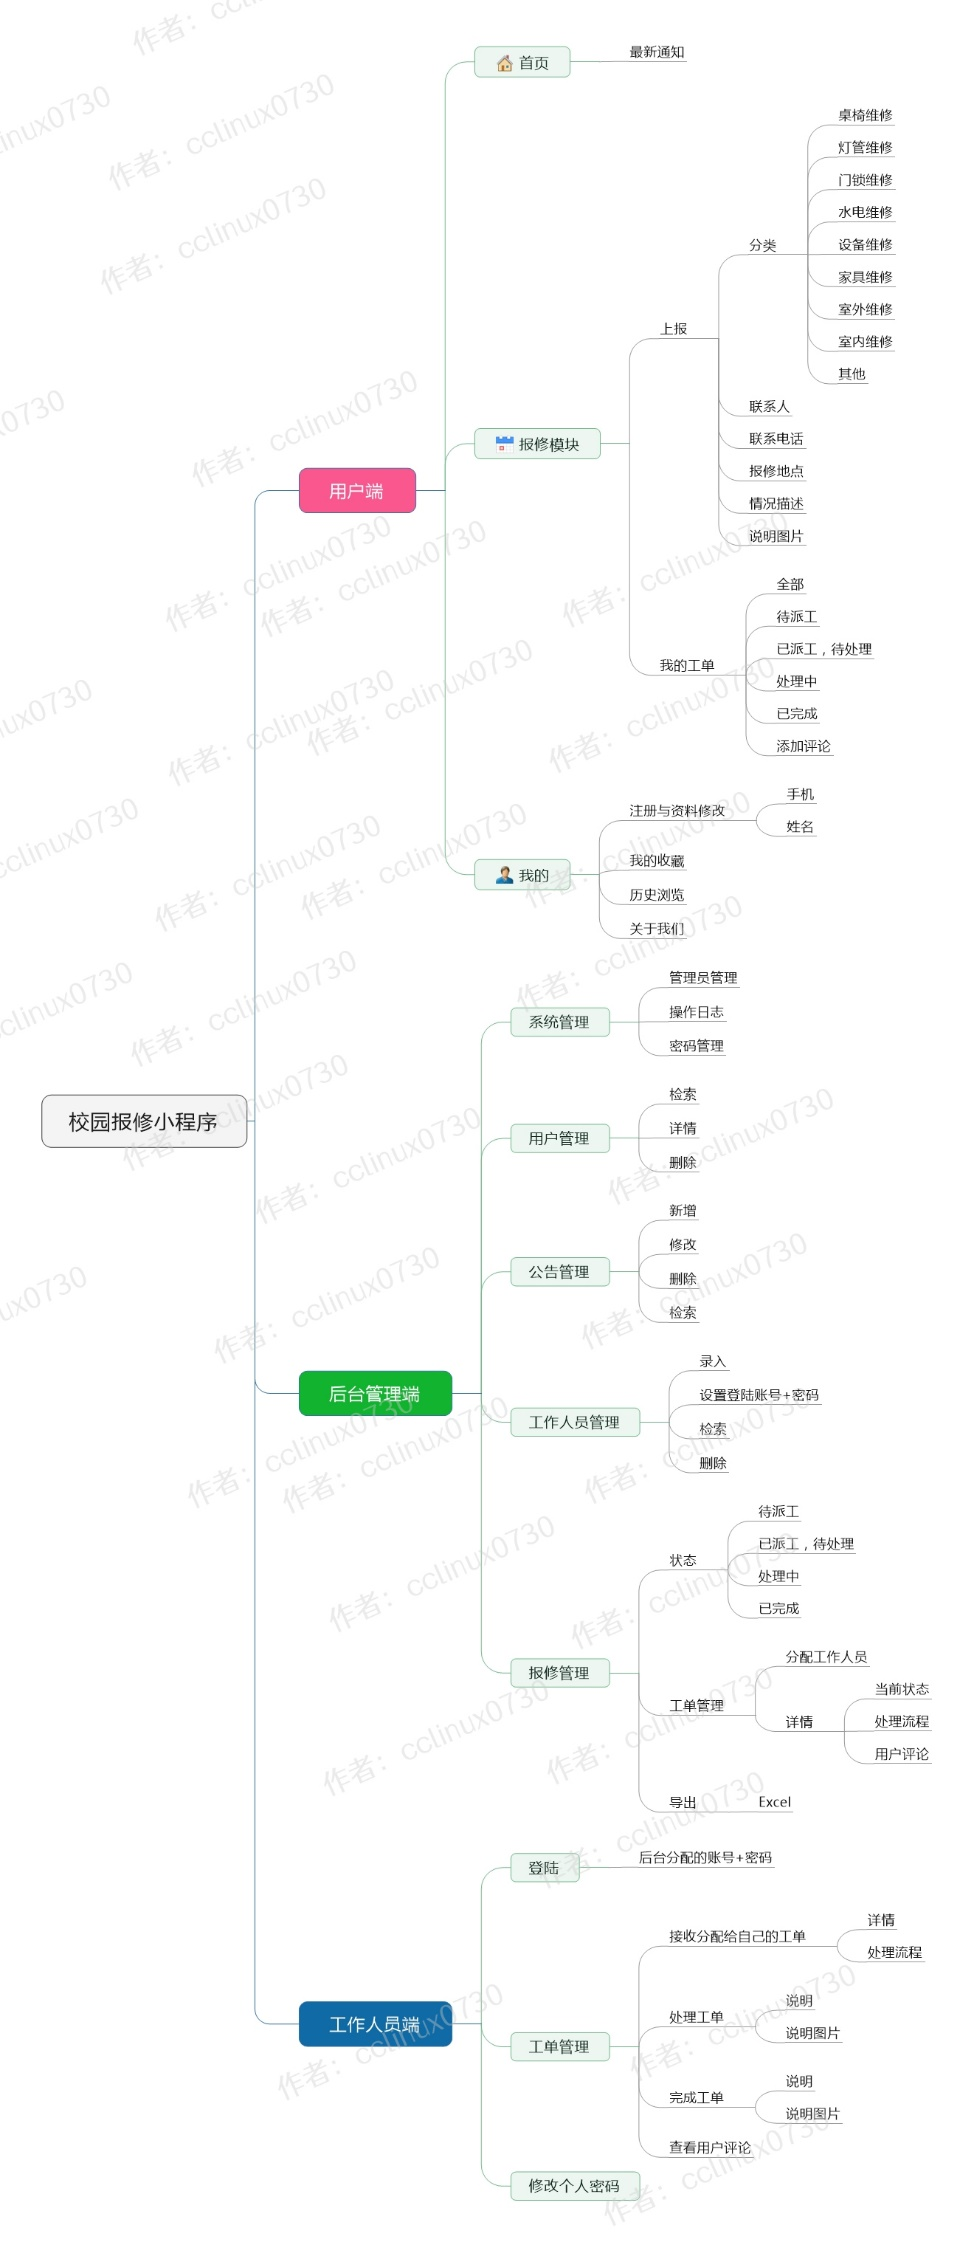 校园报修小程序
用户端
首页
最新通知
报修模块
上报
分类
桌椅维修
灯管维修
门锁维修
水电维修
设备维修
家具维修
室外维修
室内维修
其他
联系人
联系电话
报修地点
情况描述
说明图片
我的工单
全部
待派工
已派工，待处理
处理中
已完成
添加评论
我的
注册与资料修改
手机
姓名
我的收藏
历史浏览
关于我们
后台管理端
系统管理
管理员管理
操作日志
密码管理
用户管理
检索
详情
删除
公告管理
新增
修改
删除
检索
工作人员管理
录入
设置登陆账号+密码
检索
删除
报修管理
状态
待派工
已派工，待处理
处理中
已完成
工单管理
分配工作人员
详情
当前状态
处理流程
用户评论
导出
Excel
工作人员端
登陆
后台分配的账号+密码
工单管理
接收分配给自己的工单
详情
处理流程
处理工单
说明
说明图片
完成工单
说明
说明图片
查看用户评论
修改个人密码
作者：cclinux0730